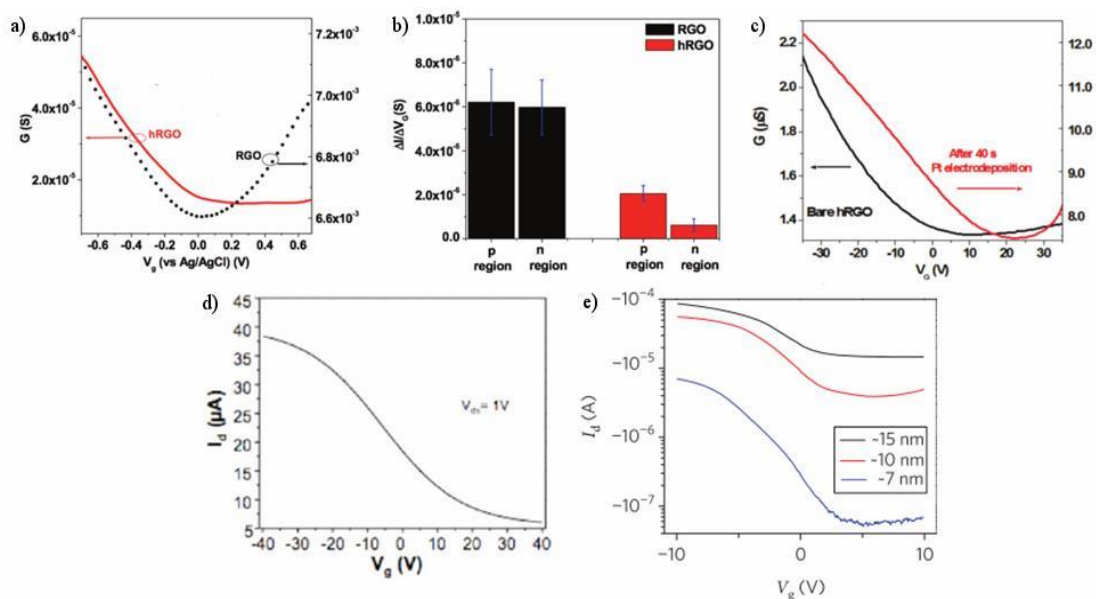 a)
6.0x10⁻⁵
4.0x10⁻⁵
2.0x10⁻⁵
G (S)
hRGO
RGO
7.2x10⁻³
7.0x10⁻³
6.8x10⁻³
6.6x10⁻³
-0.6 -0.4 -0.2 0.0 0.2 0.4 0.6
Vg (vs Ag/AgCl) (V)
b)
1.0x10⁻⁵
8.0x10⁻⁶
6.0x10⁻⁶
4.0x10⁻⁶
2.0x10⁻⁶
0.0
ΔI/ΔVG(S)
RGO
hRGO
p region
n region
p region
n region
c)
2.2
2.0
1.8
1.6
1.4
G (μS)
Bare hRGO
After 40 s
Pt electrodeposition
12.0
11.0
10.0
9.0
8.0
-30 -20 -10 0 10 20 30
VG (V)
d)
45
40
35
30
25
20
15
10
5
Id (μA)
Vds= 1V
-40 -30 -20 -10 0 10 20 30 40
Vg (V)
e)
−10⁻⁴
−10⁻⁵
−10⁻⁶
−10⁻⁷
Id (A)
~15 nm
~10 nm
~7 nm
−10 0 10
Vg (V)